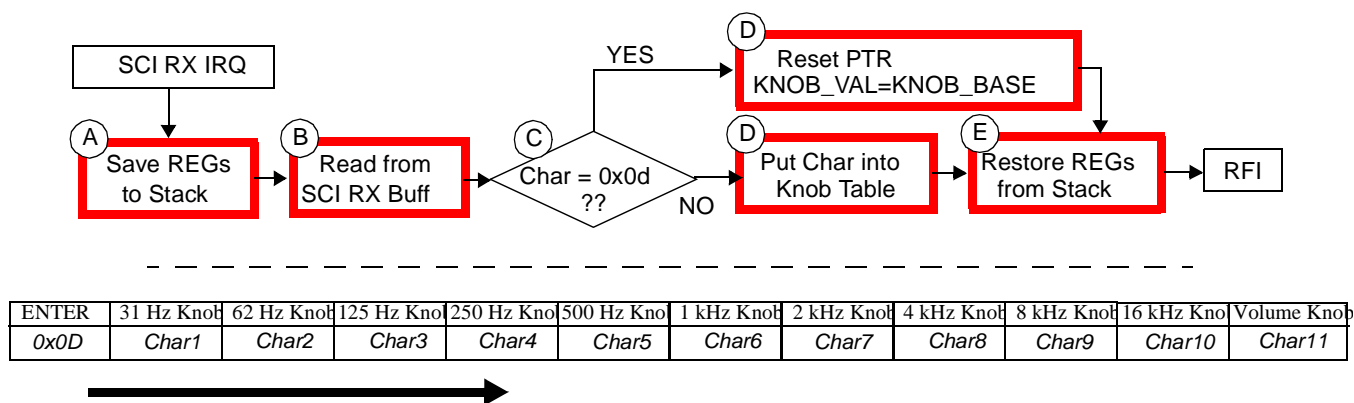 SCI RX IRQ
A
Save REGs
to Stack
B
Read from
SCI RX Buff
C
Char = 0x0d
??
YES
NO
D
Reset PTR
KNOB_VAL=KNOB_BASE
D
Put Char into
Knob Table
E
Restore REGs
from Stack
RFI
ENTER 31 Hz Knob 62 Hz Knob 125 Hz Knob 250 Hz Knob 500 Hz Knob 1 kHz Knob 2 kHz Knob 4 kHz Knob 8 kHz Knob 16 kHz Knob Volume Knob
0x0D Char1 Char2 Char3 Char4 Char5 Char6 Char7 Char8 Char9 Char10 Char11